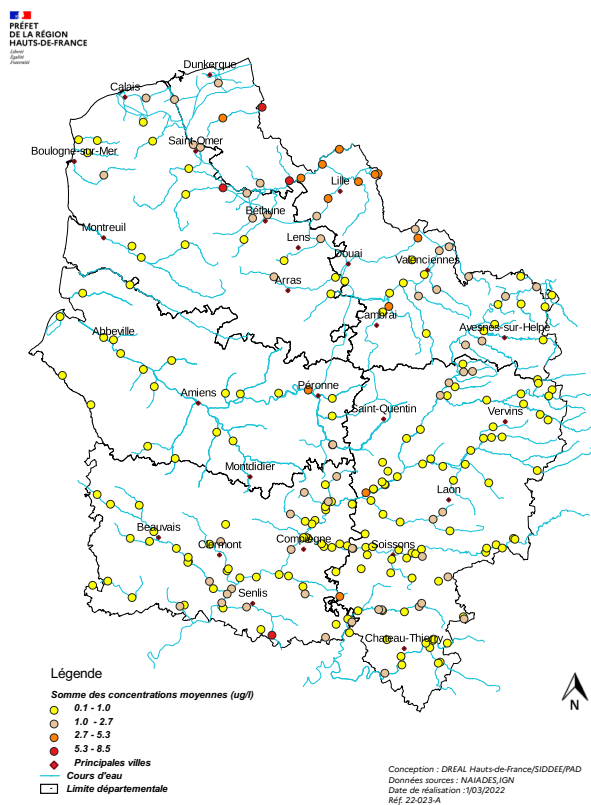 PRÉFET
DE LA RÉGION
HAUTS-DE-FRANCE
Liberté
Égalité
Fraternité
Dunkerque
Calais
Saint-Omer
Boulogne-sur-Mer
Lille
Béthune
Montreuil
Lens
Douai
Valenciennes
Arras
Cambrai
Avesnes-sur-Helpe
Abbeville
Péronne
Amiens
Saint-Quentin
Vervins
Montdidier
Laon
Beauvais
Compiègne
Clermont
Soissons
Senlis
Chateau-Thierry
Légende
Somme des concentrations moyennes (ug/l)
0.1 - 1.0
1.0 - 2.7
2.7 - 5.3
5.3 - 8.5
Principales villes
Cours d'eau
Limite départementale
N
Conception : DREAL Hauts-de-France/SIDDEE/PAD
Données sources : NAIADES,IGN
Date de réalisation :1/03/2022
Réf. 22-023-A